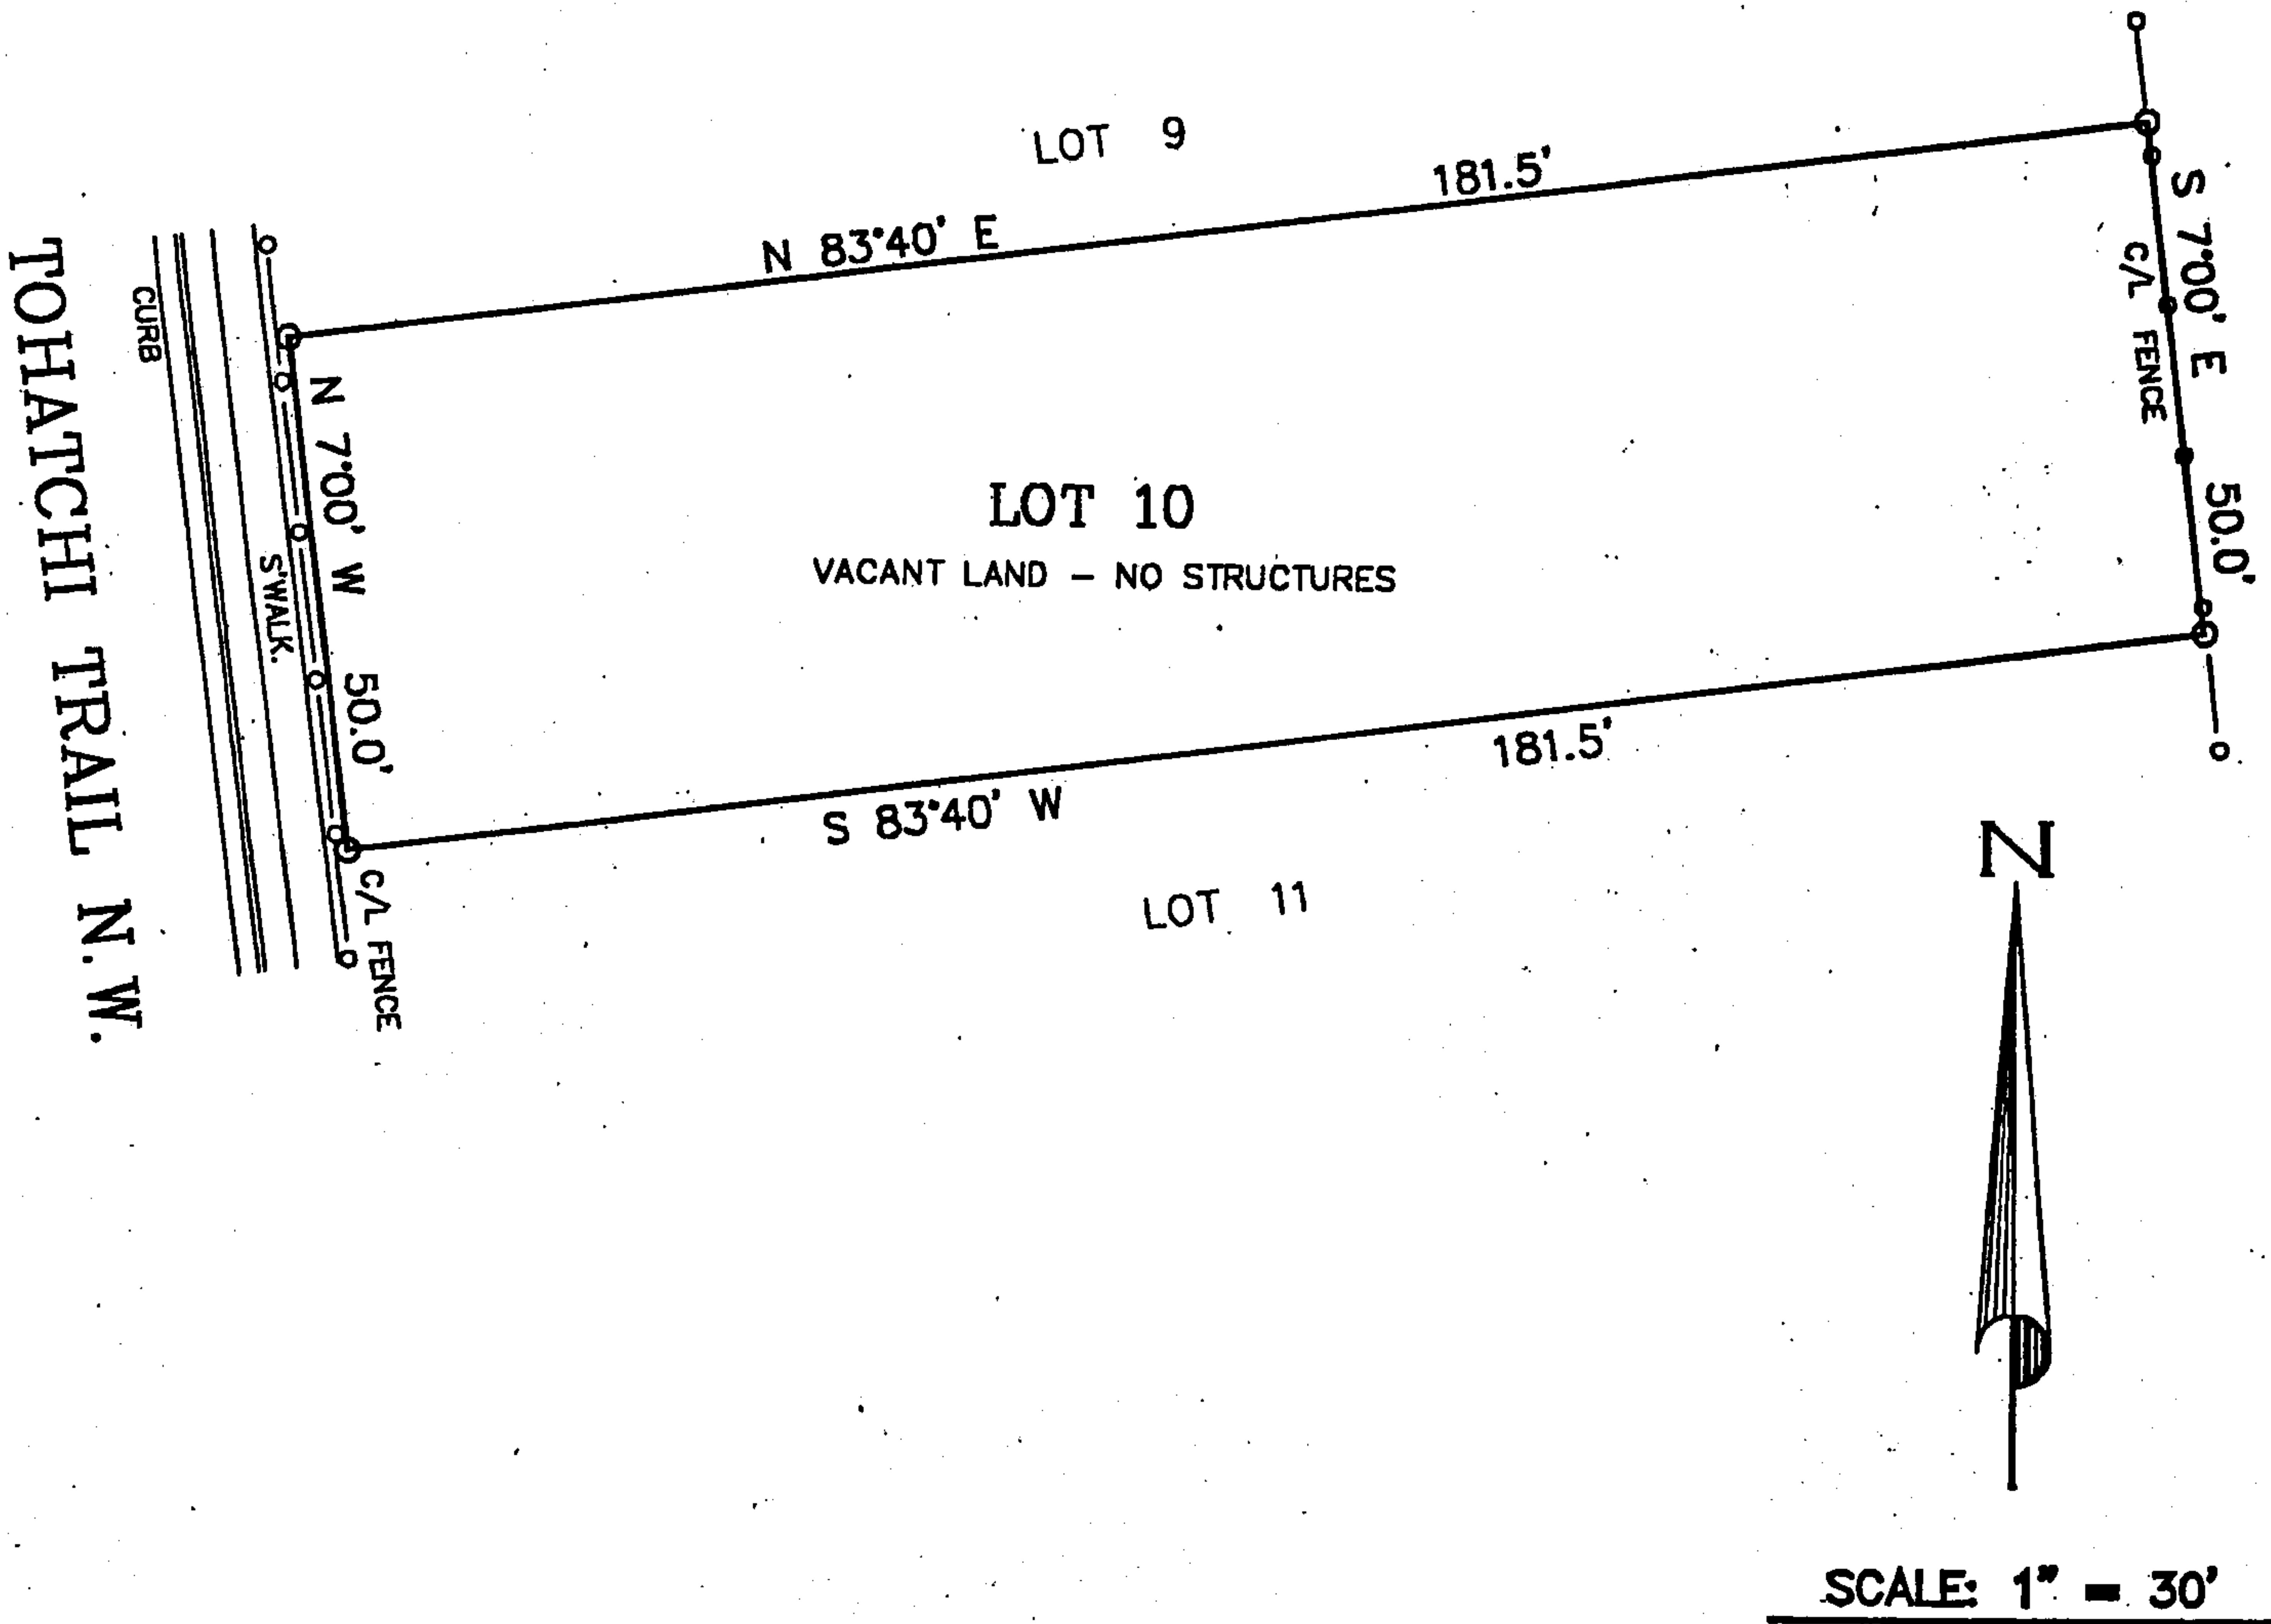 LOT 9
181.5'
N 83°40' E
S 7°00' E 50.0'
C/L FENCE
TOHATCHI TRAIL N.W.
CURB
S'WALK.
N 7°00' W 50.0'
LOT 10
VACANT LAND – NO STRUCTURES
181.5'
S 83°40' W
C/L FENCE
LOT 11
N
SCALE: 1" = 30'